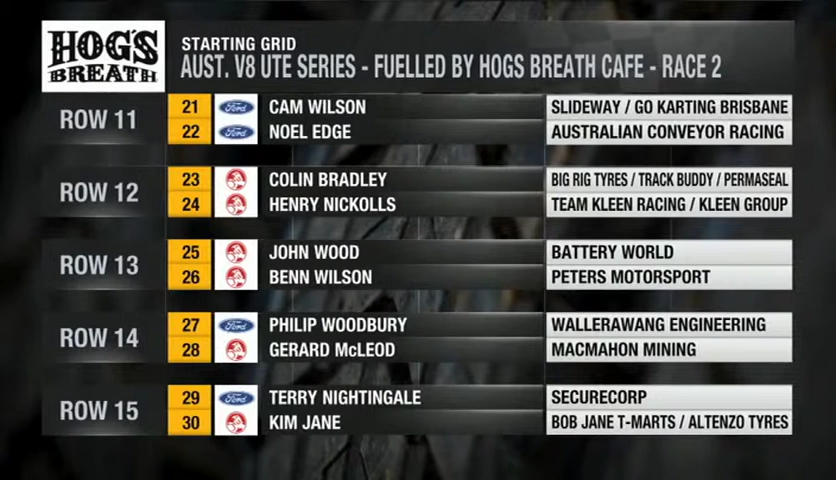 HOG'S
BREATH
STARTING GRID
AUST. V8 UTE SERIES - FUELLED BY HOGS BREATH CAFE - RACE 2
ROW 11
21 Ford CAM WILSON SLIDEWAY / GO KARTING BRISBANE
22 Ford NOEL EDGE AUSTRALIAN CONVEYOR RACING
ROW 12
23 COLIN BRADLEY BIG RIG TYRES / TRACK BUDDY / PERMASEAL
24 HENRY NICKOLLS TEAM KLEEN RACING / KLEEN GROUP
ROW 13
25 JOHN WOOD BATTERY WORLD
26 BENN WILSON PETERS MOTORSPORT
ROW 14
27 Ford PHILIP WOODBURY WALLERAWANG ENGINEERING
28 GERARD McLEOD MACMAHON MINING
ROW 15
29 Ford TERRY NIGHTINGALE SECURECORP
30 KIM JANE BOB JANE T-MARTS / ALTENZO TYRES